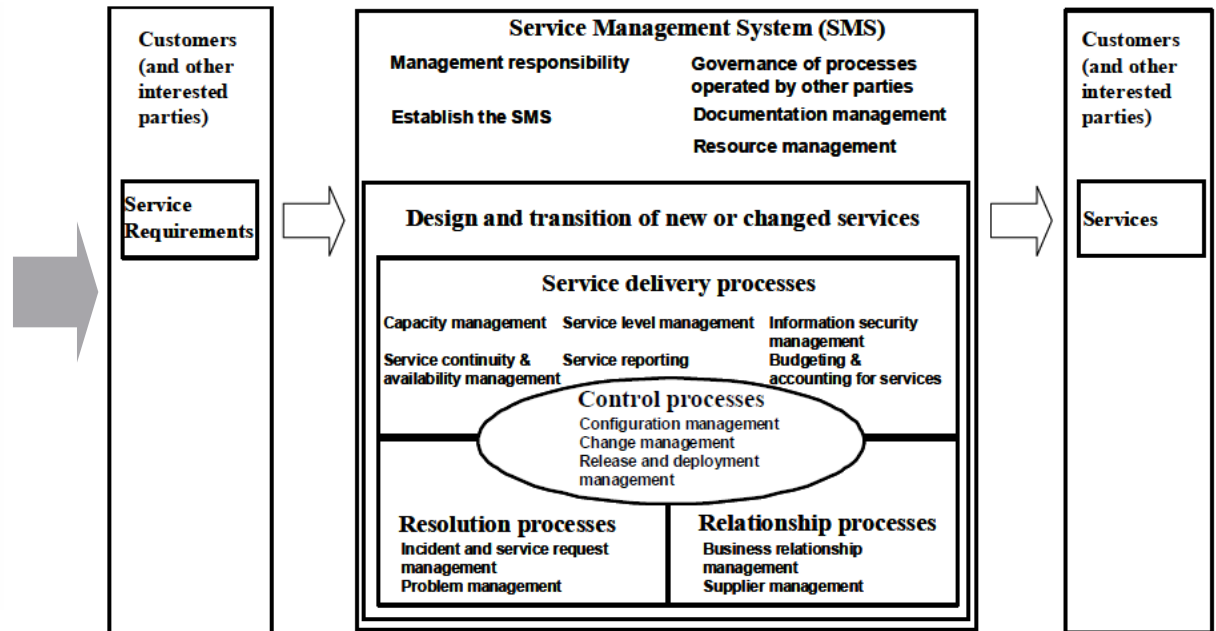 Customers
(and other
interested
parties)
Service
Requirements
Service Management System (SMS)
Management responsibility
Establish the SMS
Governance of processes
operated by other parties
Documentation management
Resource management
Design and transition of new or changed services
Service delivery processes
Capacity management
Service level management
Information security
management
Service continuity &
availability management
Service reporting
Budgeting &
accounting for services
Control processes
Configuration management
Change management
Release and deployment
management
Resolution processes
Incident and service request
management
Problem management
Relationship processes
Business relationship
management
Supplier management
Customers
(and other
interested
parties)
Services